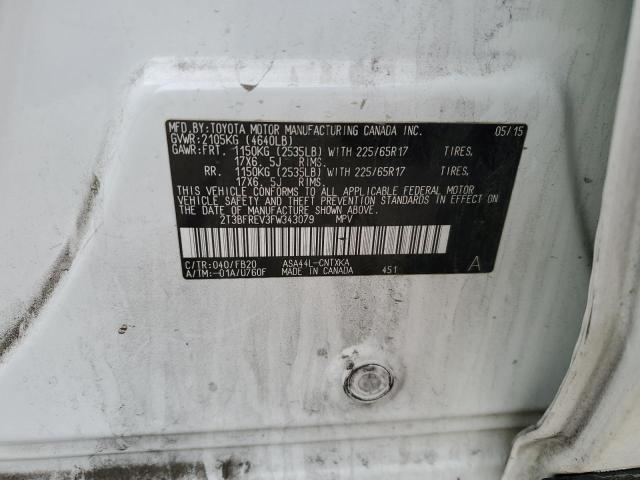 MFD.BY:TOYOTA MOTOR MANUFACTURING CANADA INC. 05/15
GVWR:2105KG (4640LB)
GAWR:FRT. 1150KG (2535LB) WITH 225/65R17 TIRES,
17X6.5J RIMS.
RR. 1150KG (2535LB) WITH 225/65R17 TIRES,
17X6.5J RIMS.
THIS VEHICLE CONFORMS TO ALL APPLICABLE FEDERAL MOTOR
VEHICLE SAFETY AND THEFT PREVENTION STANDARDS IN EFFECT ON
THE DATE OF MANUFACTURE SHOWN ABOVE.
2T3BFREV3FW343079 MPV
C/TR:040/FB20 ASA44L-CNTXKA A
A/TM:-01A/U760F MADE IN CANADA 451